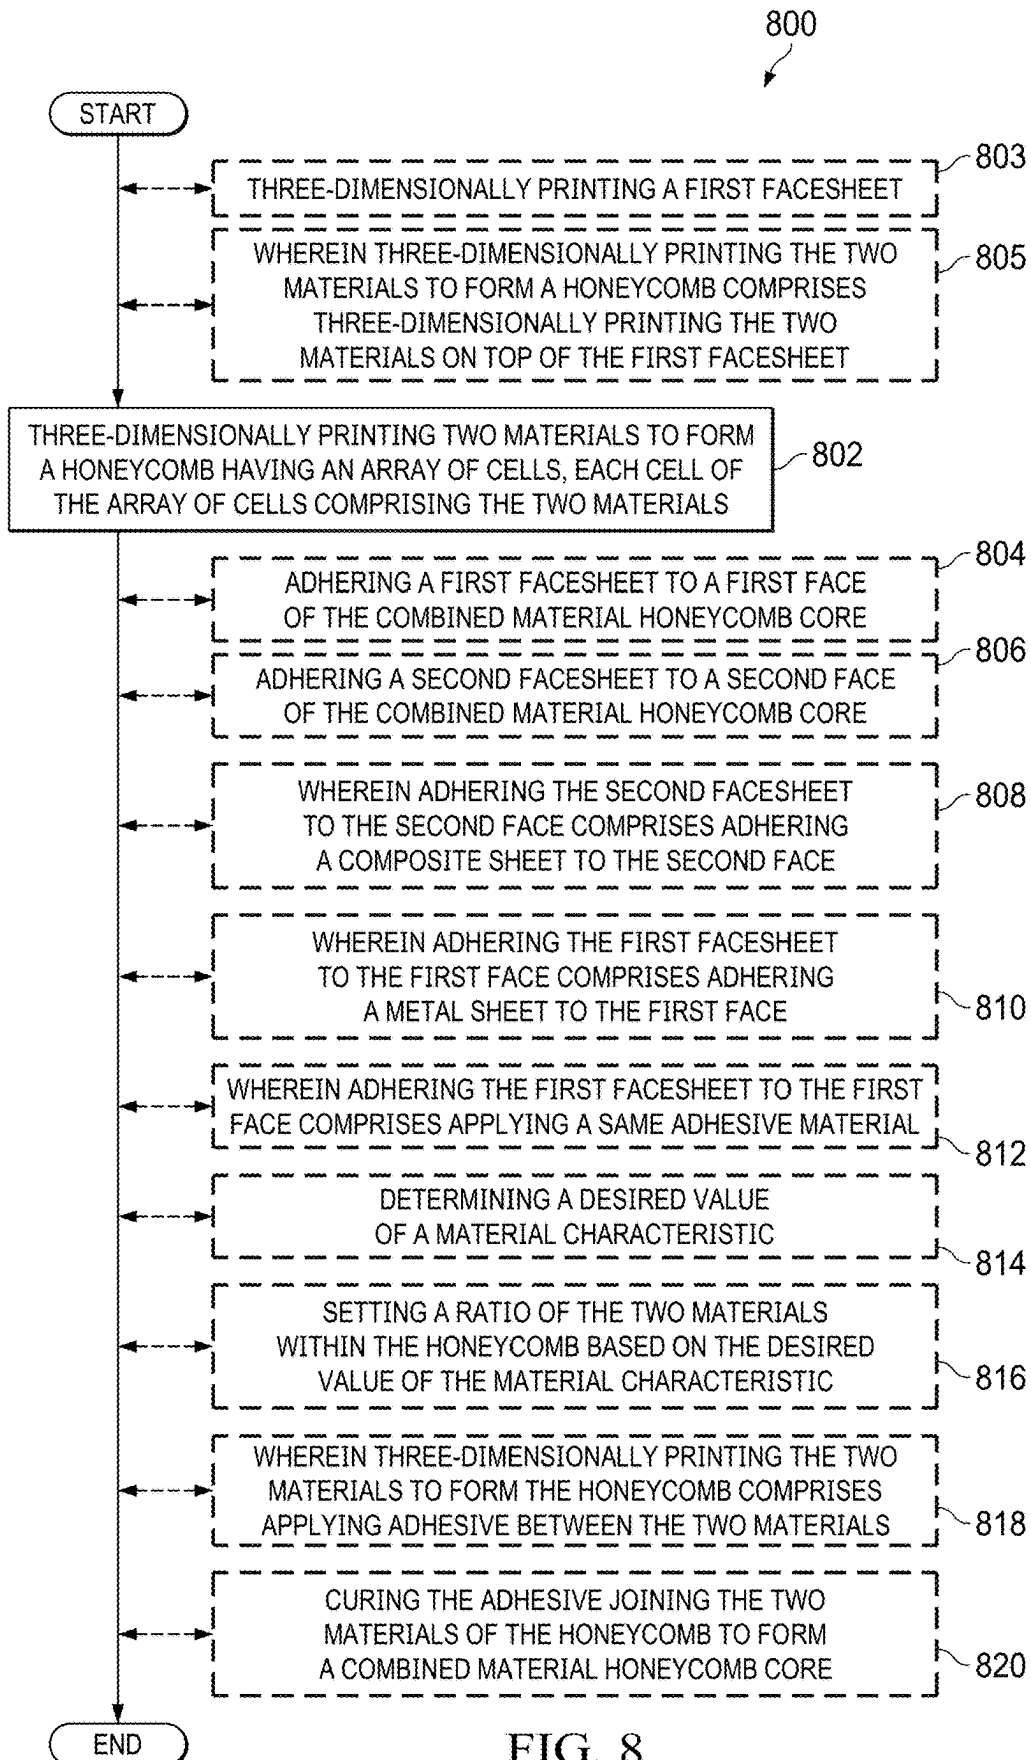 800
START
803
THREE-DIMENSIONALLY PRINTING A FIRST FACESHEET
WHEREIN THREE-DIMENSIONALLY PRINTING THE TWO
MATERIALS TO FORM A HONEYCOMB COMPRISES
THREE-DIMENSIONALLY PRINTING THE TWO
MATERIALS ON TOP OF THE FIRST FACESHEET
805
THREE-DIMENSIONALLY PRINTING TWO MATERIALS TO FORM
A HONEYCOMB HAVING AN ARRAY OF CELLS, EACH CELL OF
THE ARRAY OF CELLS COMPRISING THE TWO MATERIALS
802
804
ADHERING A FIRST FACESHEET TO A FIRST FACE
OF THE COMBINED MATERIAL HONEYCOMB CORE
806
ADHERING A SECOND FACESHEET TO A SECOND FACE
OF THE COMBINED MATERIAL HONEYCOMB CORE
WHEREIN ADHERING THE SECOND FACESHEET
TO THE SECOND FACE COMPRISES ADHERING
A COMPOSITE SHEET TO THE SECOND FACE
808
WHEREIN ADHERING THE FIRST FACESHEET
TO THE FIRST FACE COMPRISES ADHERING
A METAL SHEET TO THE FIRST FACE
810
WHEREIN ADHERING THE FIRST FACESHEET TO THE FIRST
FACE COMPRISES APPLYING A SAME ADHESIVE MATERIAL
812
DETERMINING A DESIRED VALUE
OF A MATERIAL CHARACTERISTIC
814
SETTING A RATIO OF THE TWO MATERIALS
WITHIN THE HONEYCOMB BASED ON THE DESIRED
VALUE OF THE MATERIAL CHARACTERISTIC
816
WHEREIN THREE-DIMENSIONALLY PRINTING THE TWO
MATERIALS TO FORM THE HONEYCOMB COMPRISES
APPLYING ADHESIVE BETWEEN THE TWO MATERIALS
818
CURING THE ADHESIVE JOINING THE TWO
MATERIALS OF THE HONEYCOMB TO FORM
A COMBINED MATERIAL HONEYCOMB CORE
820
END
FIG. 8